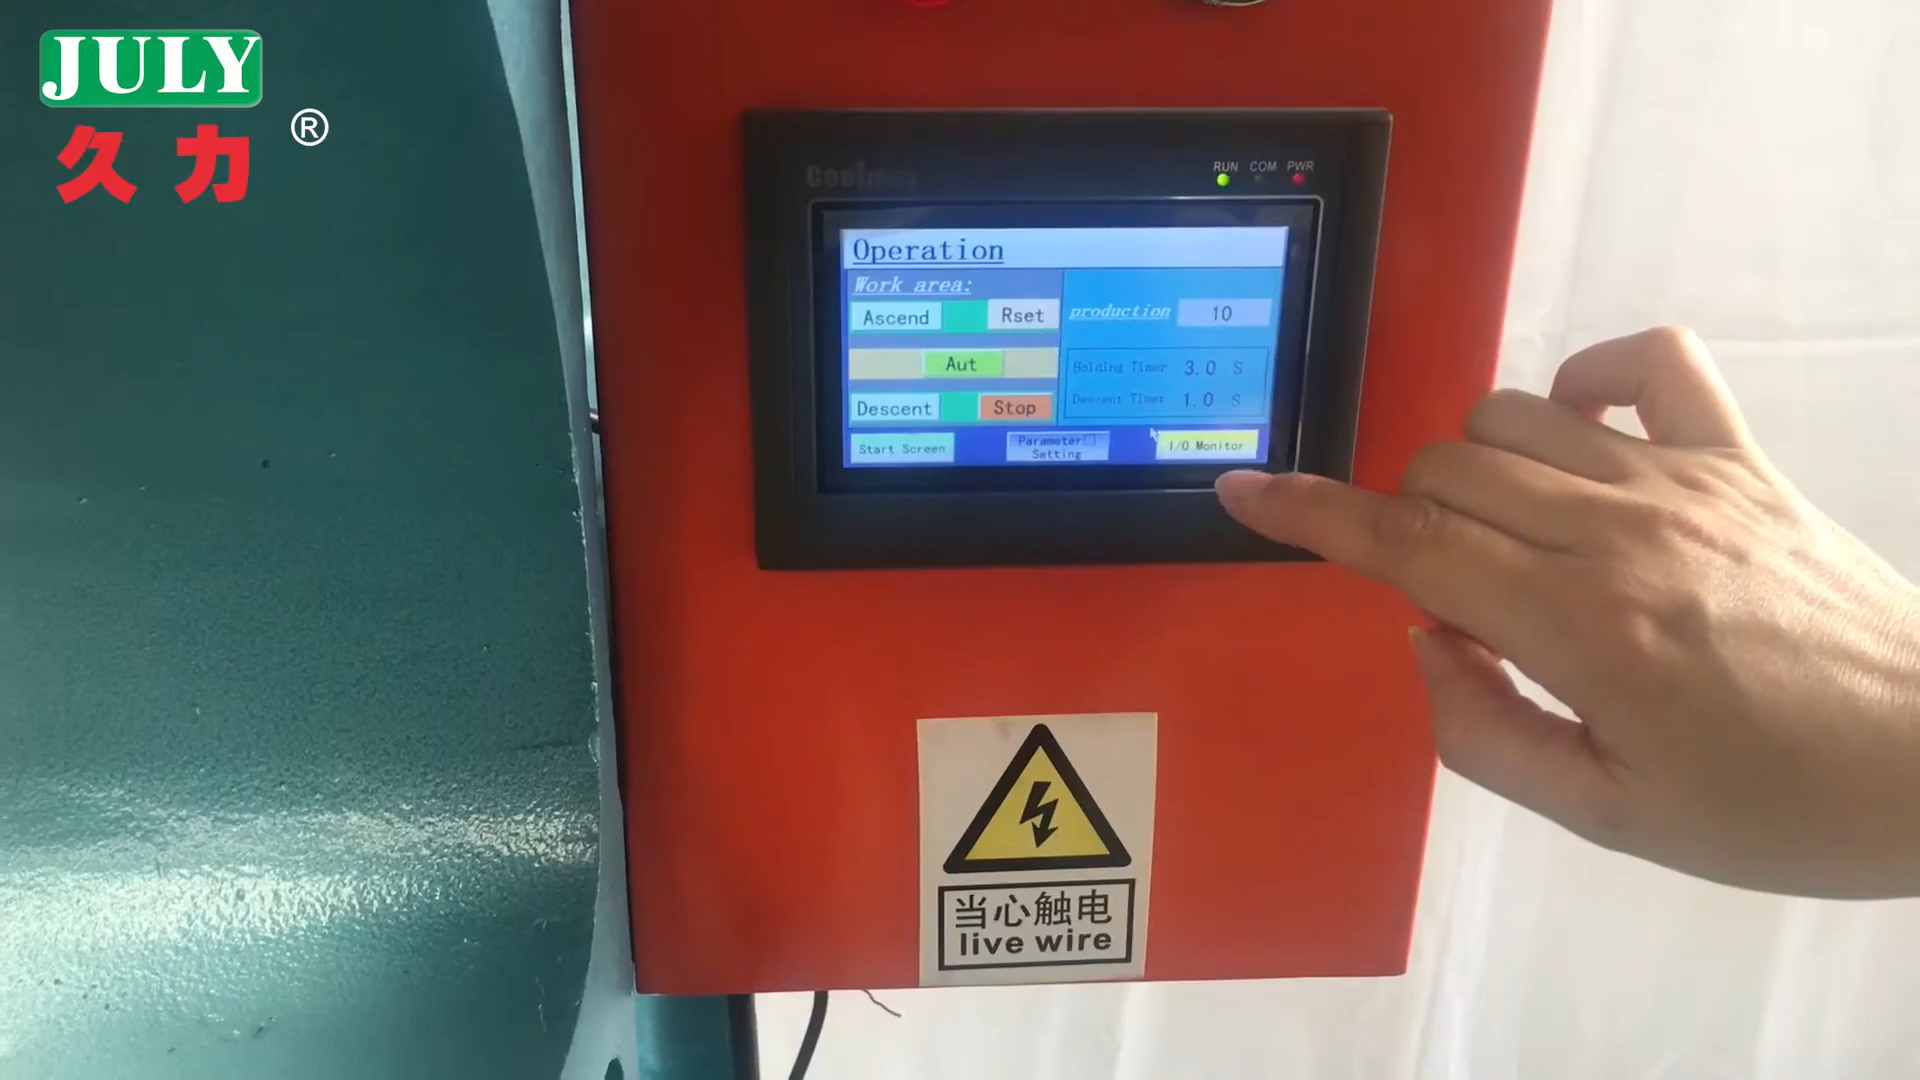 JULY
久力
®
RUN COM PWR
Operation
Work area:
Ascend
Rset
production
10
Aut
Holding Timer 3.0 S
Descent
Stop
Descent Timer 1.0 S
Start Screen
Parameter
Setting
I/O Monitor
当心触电
live wire